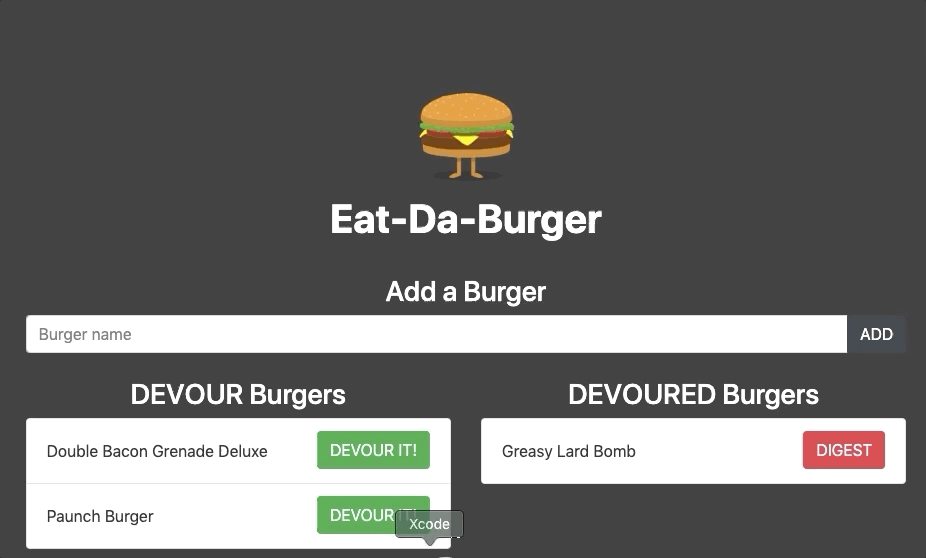 Eat-Da-Burger
Add a Burger
Burger name
ADD
DEVOUR Burgers
Double Bacon Grenade Deluxe
DEVOUR IT!
Paunch Burger
DEVOUR IT!
Xcode
DEVOURED Burgers
Greasy Lard Bomb
DIGEST